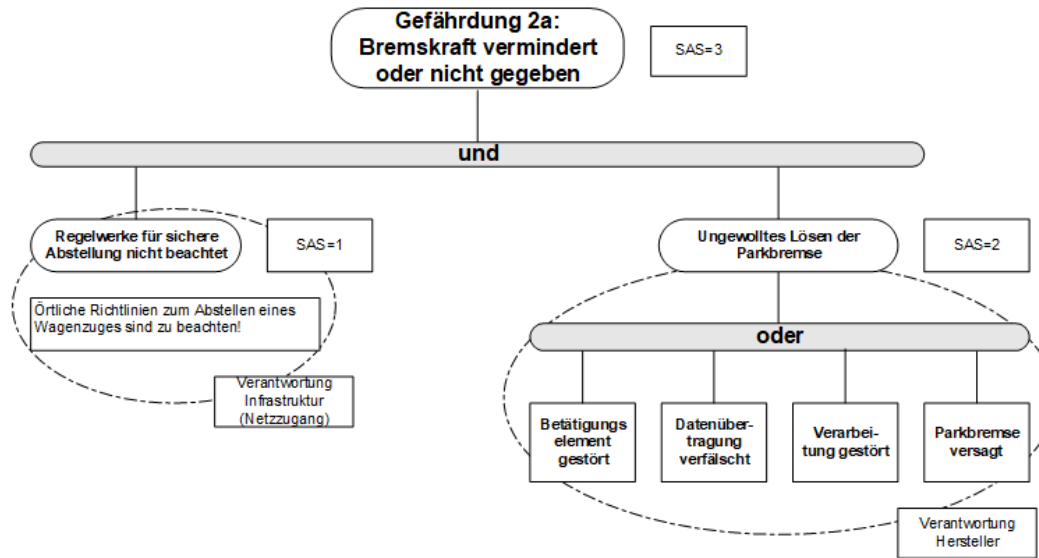 Gefährdung 2a:
Bremskraft vermindert
oder nicht gegeben
SAS=3
und
Regelwerke für sichere
Abstellung nicht beachtet
SAS=1
Örtliche Richtlinien zum Abstellen eines
Wagenzuges sind zu beachten!
Verantwortung
Infrastruktur
(Netzzugang)
Ungewolltes Lösen der
Parkbremse
SAS=2
oder
Betätigungs
element
gestört
Datenüber-
tragung
verfälscht
Verarbei-
tung gestört
Parkbremse
versagt
Verantwortung
Hersteller